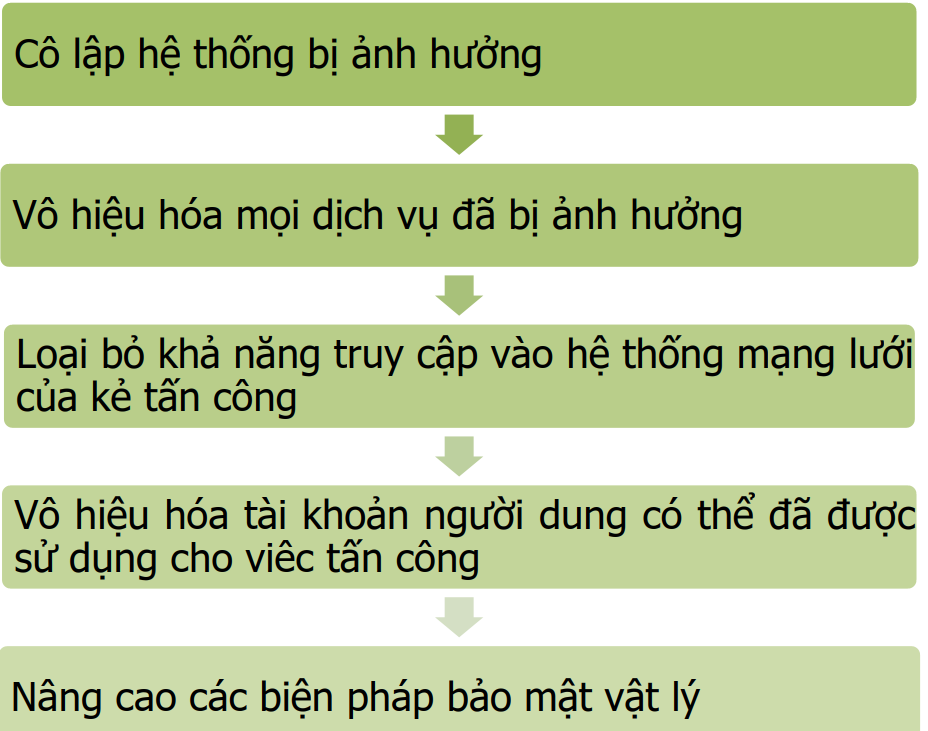 Cô lập hệ thống bị ảnh hưởng
Vô hiệu hóa mọi dịch vụ đã bị ảnh hưởng
Loại bỏ khả năng truy cập vào hệ thống mạng lưới
của kẻ tấn công
Vô hiệu hóa tài khoản người dung có thể đã được
sử dụng cho viêc tấn công
Nâng cao các biện pháp bảo mật vật lý